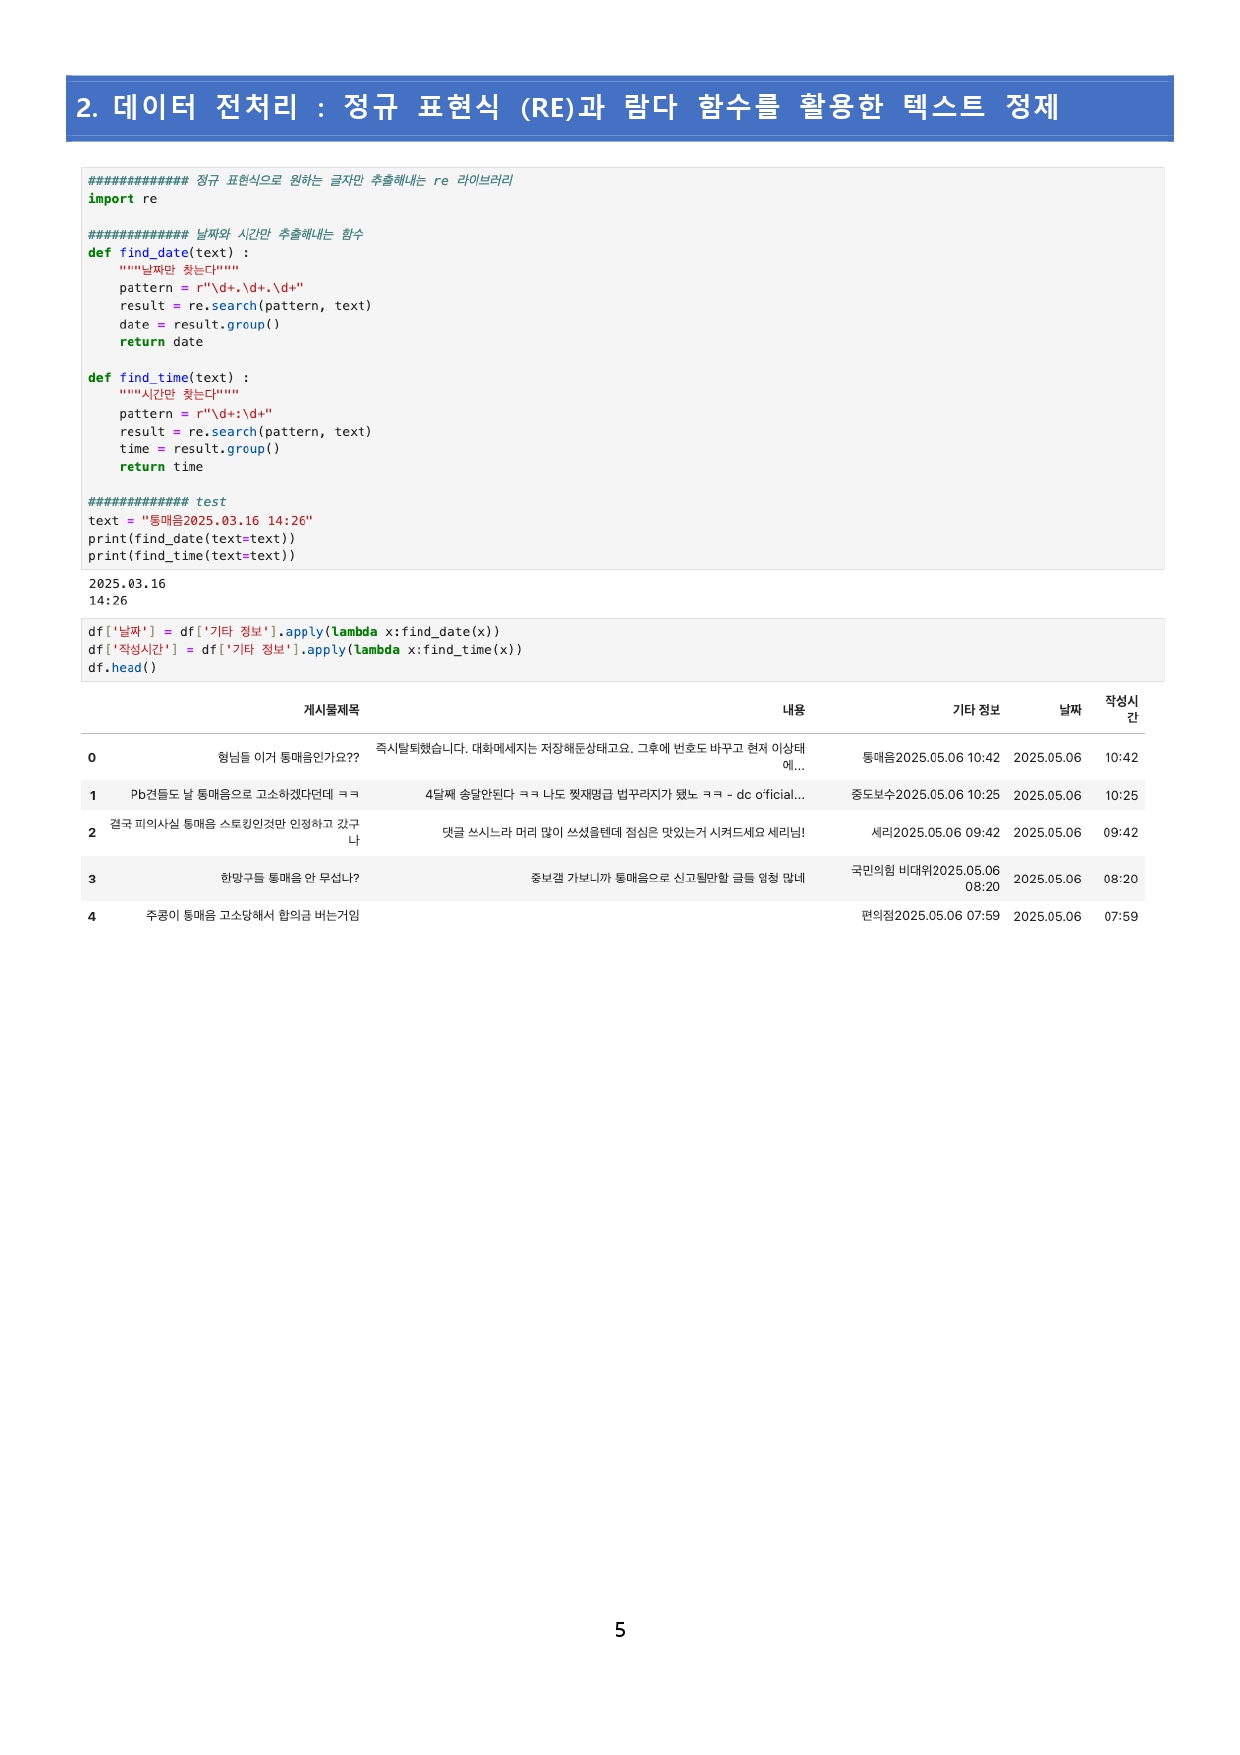 2. 데이터 전처리 : 정규 표현식 (RE)과 람다 함수를 활용한 텍스트 정제
############# 정규 표현식으로 원하는 글자만 추출해내는 re 라이브러리
import re
############# 날짜와 시간만 추출해내는 함수
def find_date(text) :
"""날짜만 찾는다"""
pattern = r"\d+.\d+.\d+"
result = re.search(pattern, text)
date = result.group()
return date
def find_time(text) :
"""시간만 찾는다"""
pattern = r"\d+:\d+"
result = re.search(pattern, text)
time = result.group()
return time
############# test
text = "통매음2025.03.16 14:26"
print(find_date(text=text))
print(find_time(text=text))
2025.03.16
14:26
df['날짜'] = df['기타 정보'].apply(lambda x:find_date(x))
df['작성시간'] = df['기타 정보'].apply(lambda x:find_time(x))
df.head()
게시물제목 내용 기타 정보 날짜 작성시
간
0 형님들 이거 통매음인가요?? 즉시탈퇴했습니다. 대화메세지는 저장해둔상태고요. 그후에 번호도 바꾸고 현재 이상태
에... 통매음2025.05.06 10:42 2025.05.06 10:42
1 Pb견들도 날 통매음으로 고소하겠다던데 ㅋㅋ 4달째 송달안된다 ㅋㅋ 나도 찢재명급 법꾸라지가 됐노 ㅋㅋ - dc official... 중도보수2025.05.06 10:25 2025.05.06 10:25
2 결국 피의사실 통매음 스토킹인것만 인정하고 갔구
나 댓글 쓰시느라 머리 많이 쓰셨을텐데 점심은 맛있는거 시켜드세요 세리님! 세리2025.05.06 09:42 2025.05.06 09:42
3 한망구들 통매음 안 무섭나? 중보갤 가보니까 통매음으로 신고될만할 글들 엄청 많네 국민의힘 비대위2025.05.06
08:20 2025.05.06 08:20
4 주콩이 통매음 고소당해서 합의금 버는거임 편의점2025.05.06 07:59 2025.05.06 07:59
5